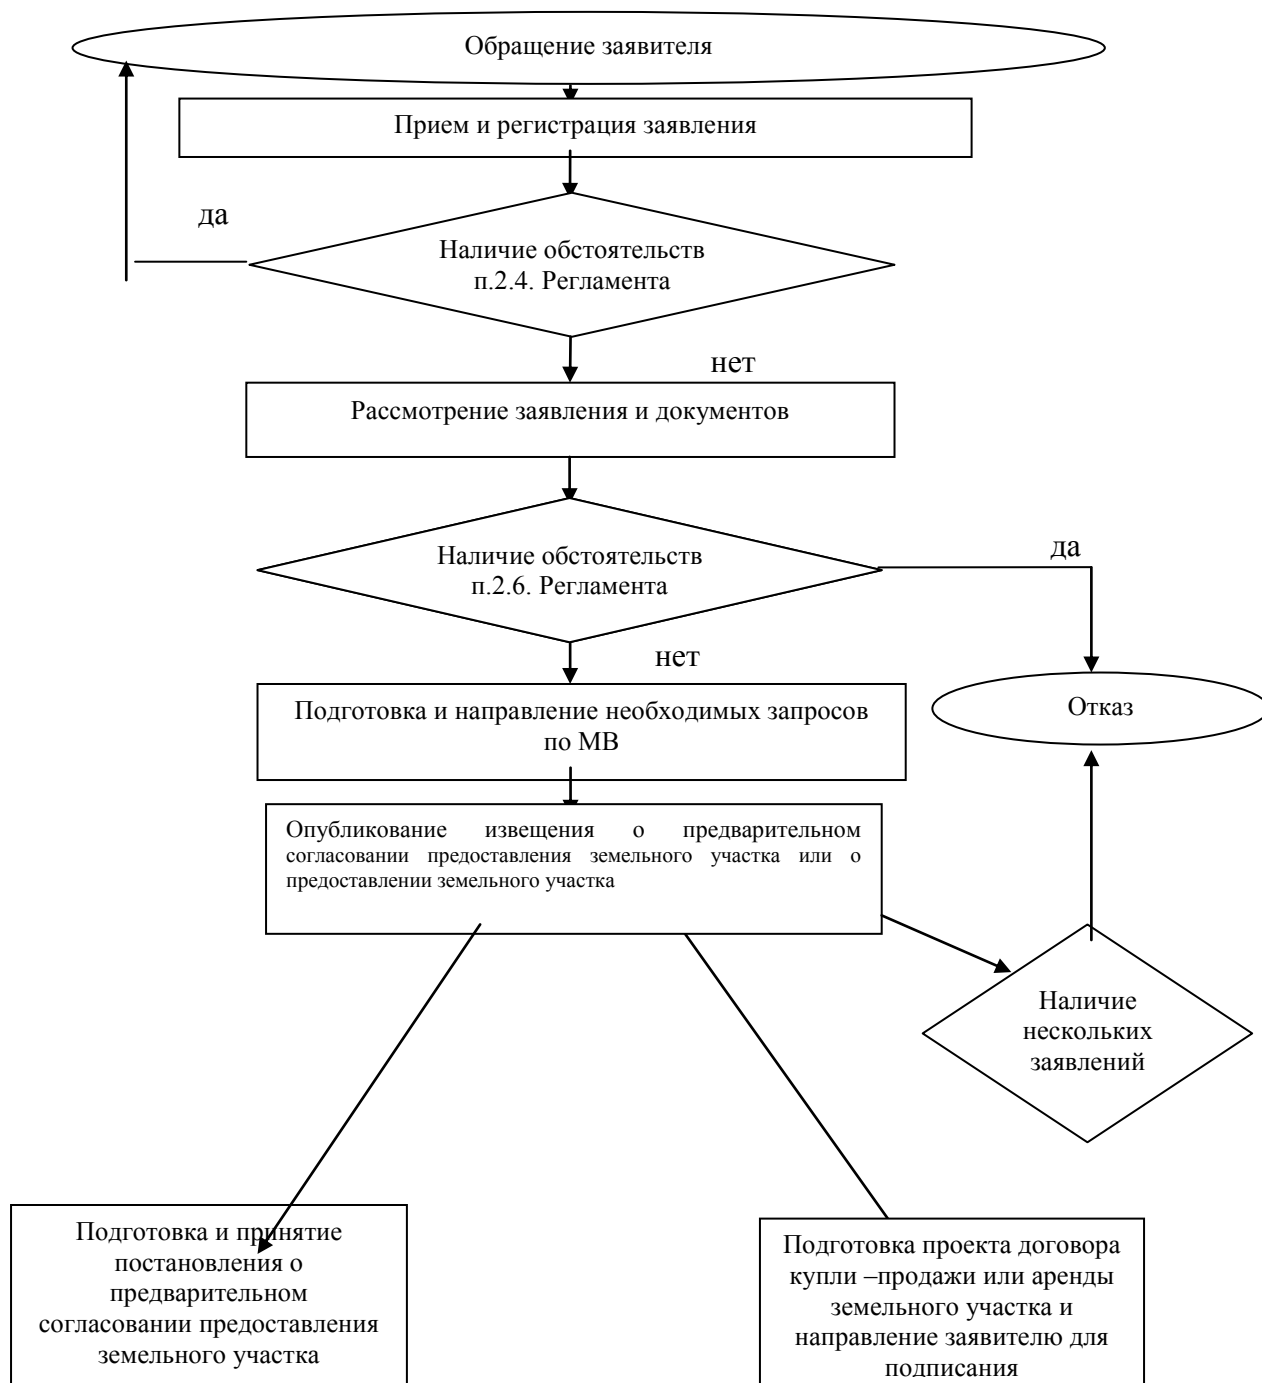 Обращение заявителя
Прием и регистрация заявления
да
Наличие обстоятельств
п.2.4. Регламента
нет
Рассмотрение заявления и документов
Наличие обстоятельств
п.2.6. Регламента
да
нет
Подготовка и направление необходимых запросов
по МВ
Отказ
Опубликование извещения о предварительном
согласовании предоставления земельного участка или о
предоставлении земельного участка
Наличие
нескольких
заявлений
Подготовка и принятие
постановления о
предварительном
согласовании предоставления
земельного участка
Подготовка проекта договора
купли –продажи или аренды
земельного участка и
направление заявителю для
подписания